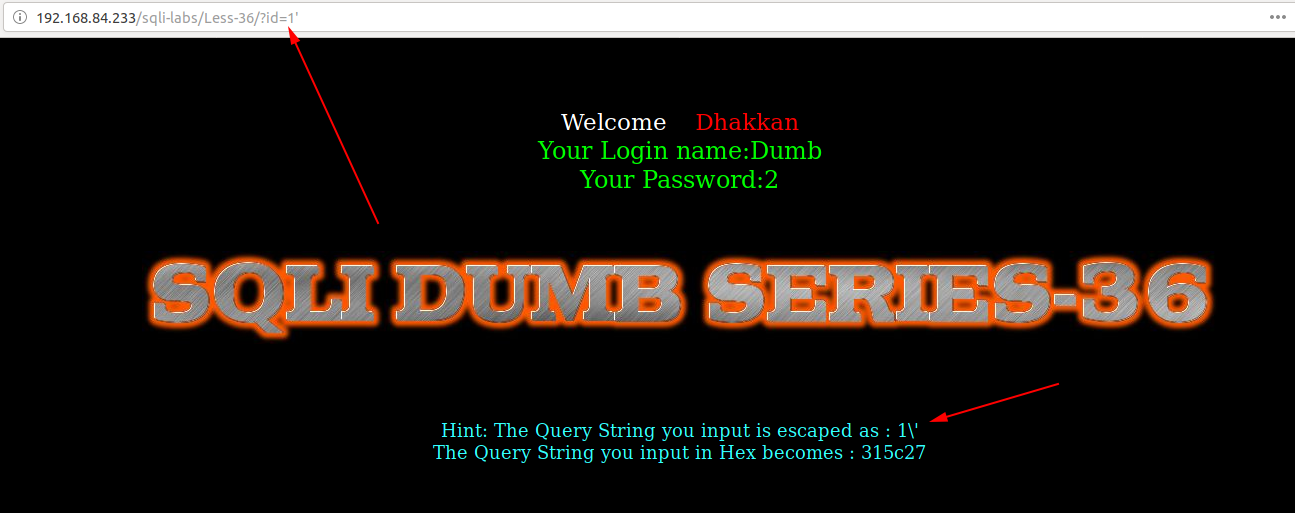 192.168.84.233/sqli-labs/Less-36/?id=1'
Welcome Dhakkan
Your Login name:Dumb
Your Password:2
SQLI DUMB SERIES-36
Hint: The Query String you input is escaped as : 1\'
The Query String you input in Hex becomes : 315c27